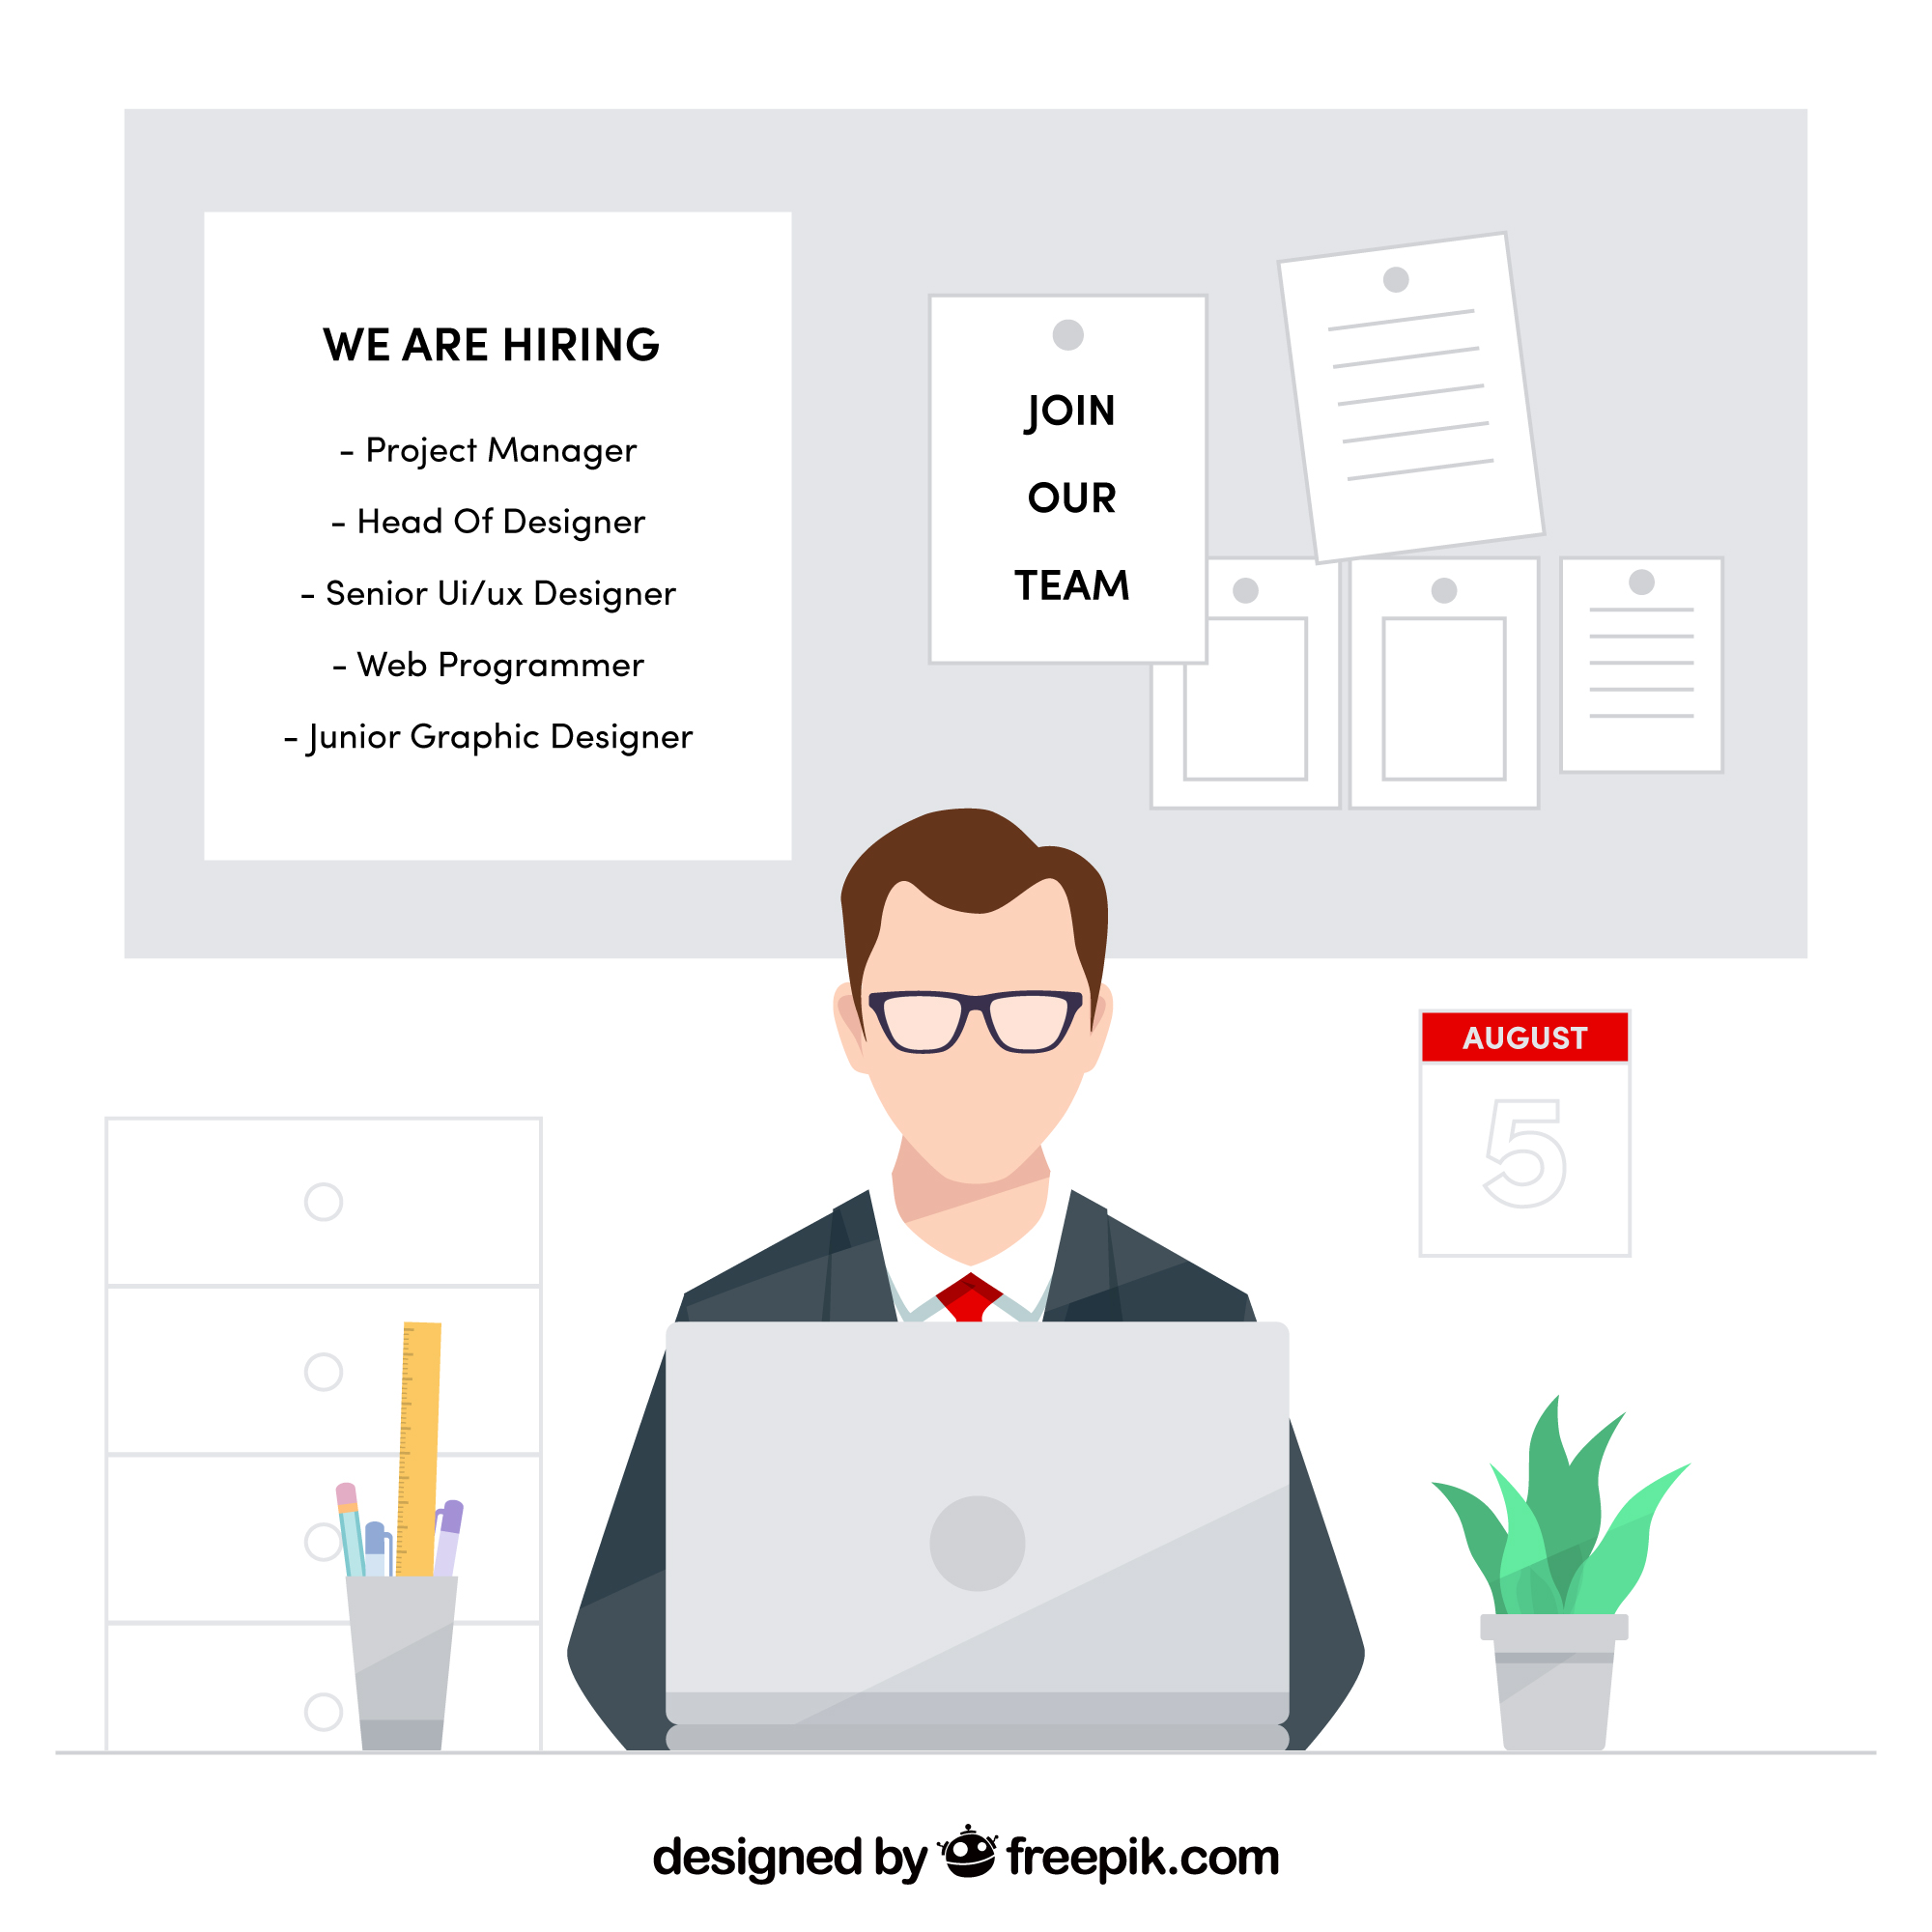 WE ARE HIRING
- Project Manager
- Head Of Designer
- Senior Ui/ux Designer
- Web Programmer
- Junior Graphic Designer
JOIN
OUR
TEAM
AUGUST
5
designed by freepik.com